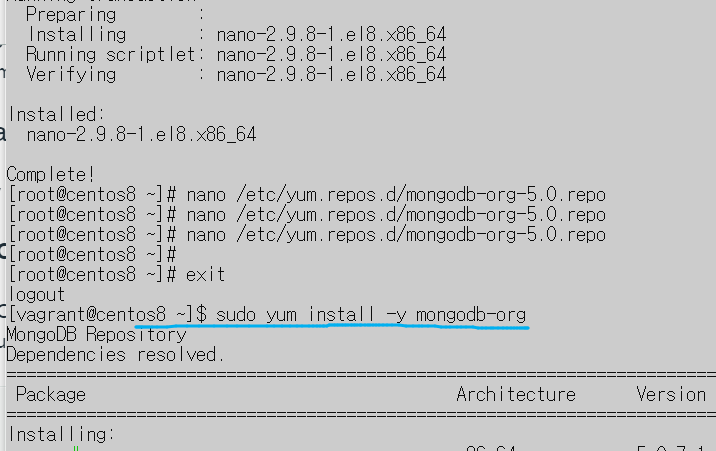 Preparing :
Installing : nano-2.9.8-1.el8.x86_64
Running scriptlet: nano-2.9.8-1.el8.x86_64
Verifying : nano-2.9.8-1.el8.x86_64
Installed:
nano-2.9.8-1.el8.x86_64
Complete!
[root@centos8 ~]# nano /etc/yum.repos.d/mongodb-org-5.0.repo
[root@centos8 ~]# nano /etc/yum.repos.d/mongodb-org-5.0.repo
[root@centos8 ~]# nano /etc/yum.repos.d/mongodb-org-5.0.repo
[root@centos8 ~]#
[root@centos8 ~]# exit
logout
[vagrant@centos8 ~]$ sudo yum install -y mongodb-org
MongoDB Repository
Dependencies resolved.
================================================================
Package Architecture Version
================================================================
Installing: